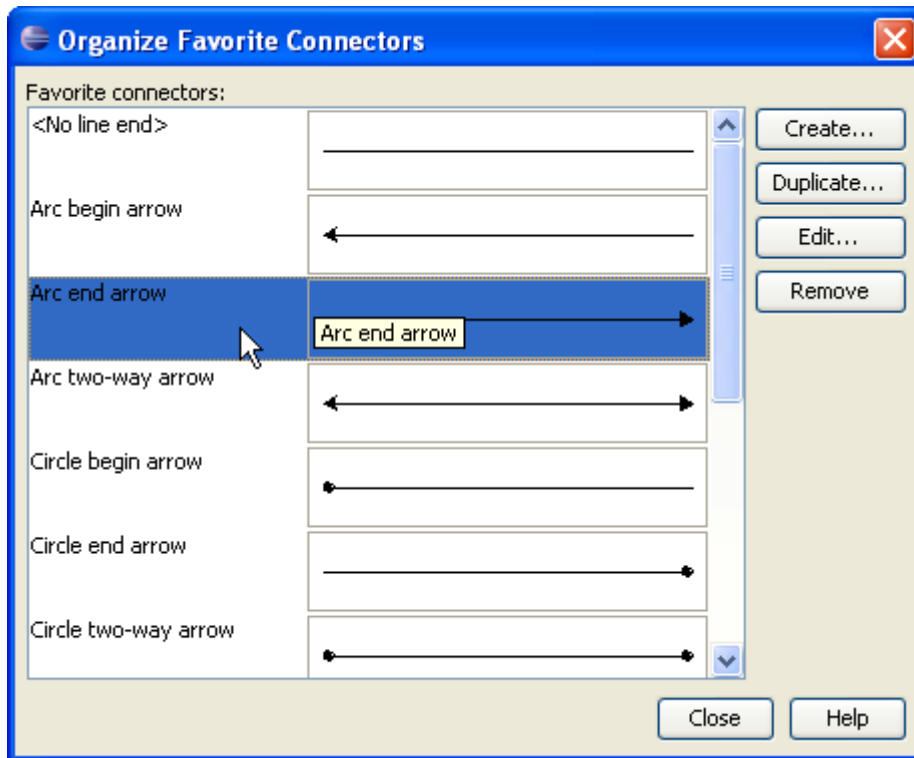 Organize Favorite Connectors
Favorite connectors:
<No line end>
Create...
Duplicate...
Arc begin arrow
Edit...
Arc end arrow
Remove
Arc end arrow
Arc two-way arrow
Circle begin arrow
Circle end arrow
Circle two-way arrow
Close
Help